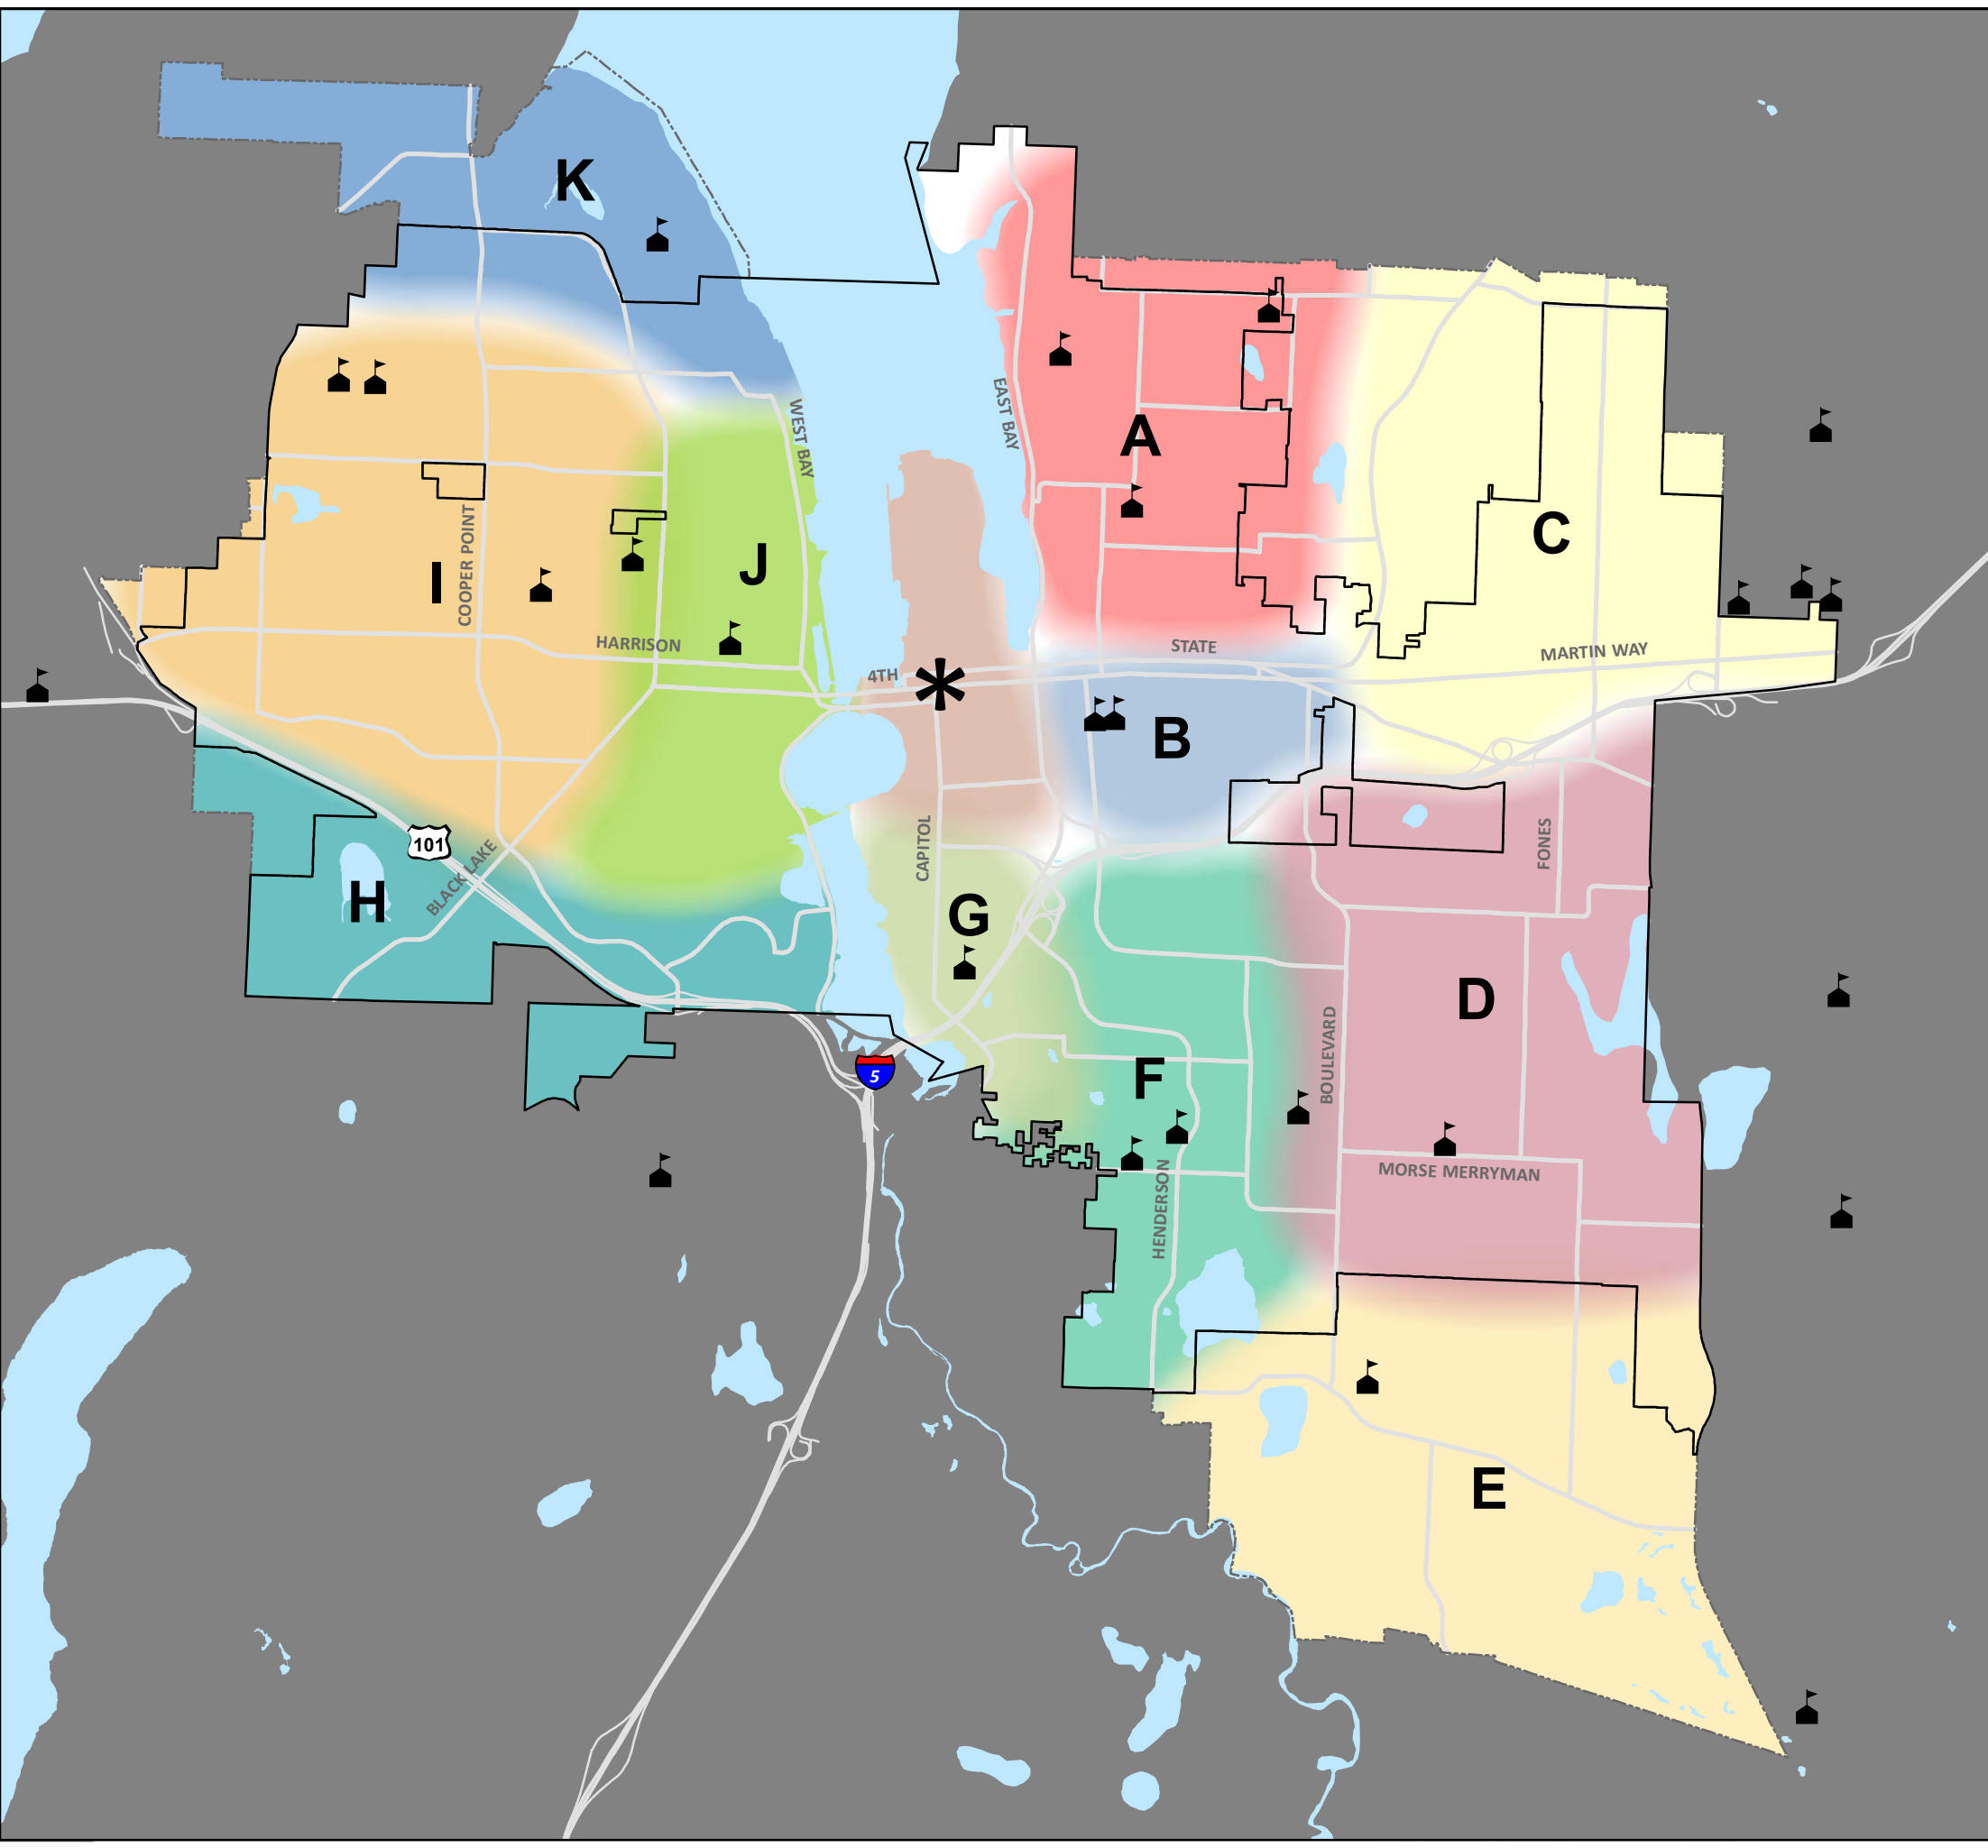 K
A
EAST BAY
WEST BAY
C
J
I
COOPER POINT
HARRISON
STATE
MARTIN WAY
4TH
*
B
101
BLACK LAKE
CAPITOL
FONES
H
G
D
BOULEVARD
5
F
MORSE MERRYMAN
HENDERSON
E